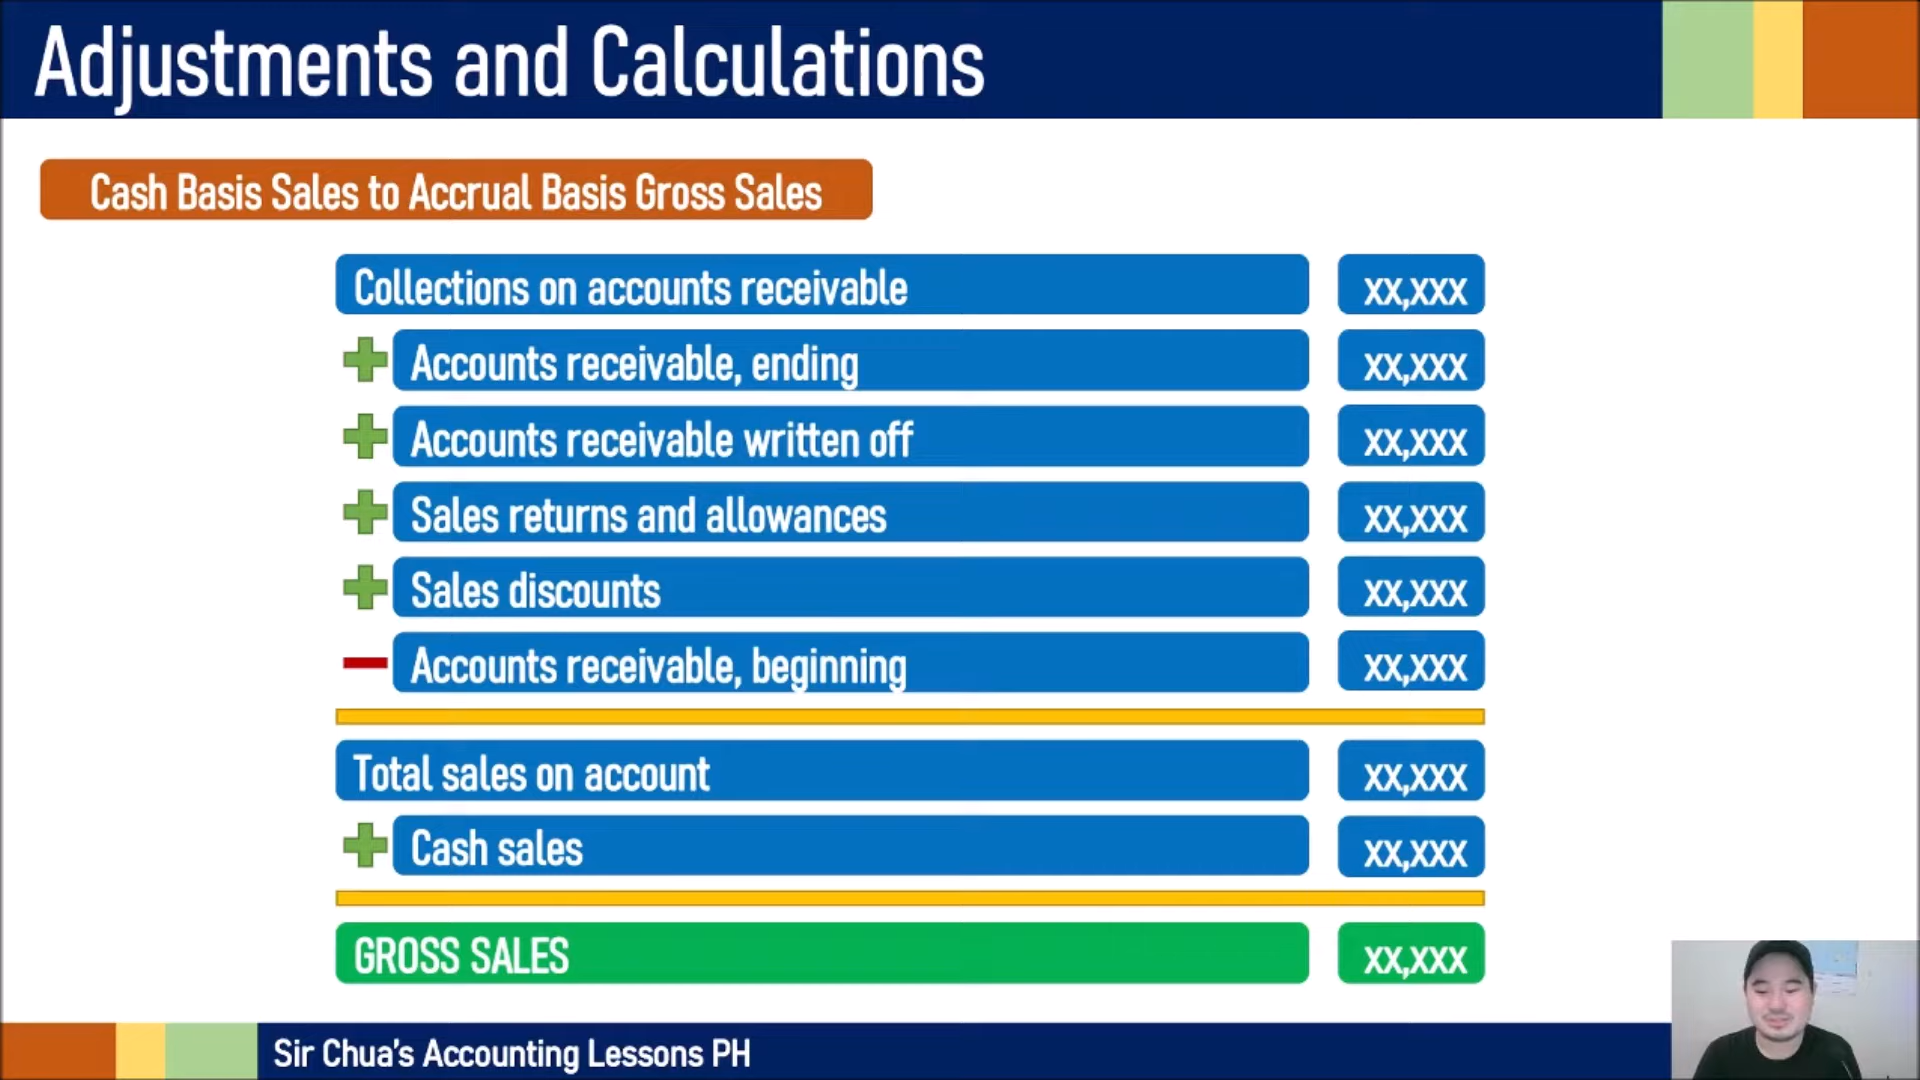 Adjustments and Calculations
Cash Basis Sales to Accrual Basis Gross Sales
Collections on accounts receivable xx,xxx
Accounts receivable, ending xx,xxx
Accounts receivable written off xx,xxx
Sales returns and allowances xx,xxx
Sales discounts xx,xxx
Accounts receivable, beginning xx,xxx
Total sales on account xx,xxx
Cash sales xx,xxx
GROSS SALES xx,xxx
Sir Chua's Accounting Lessons PH